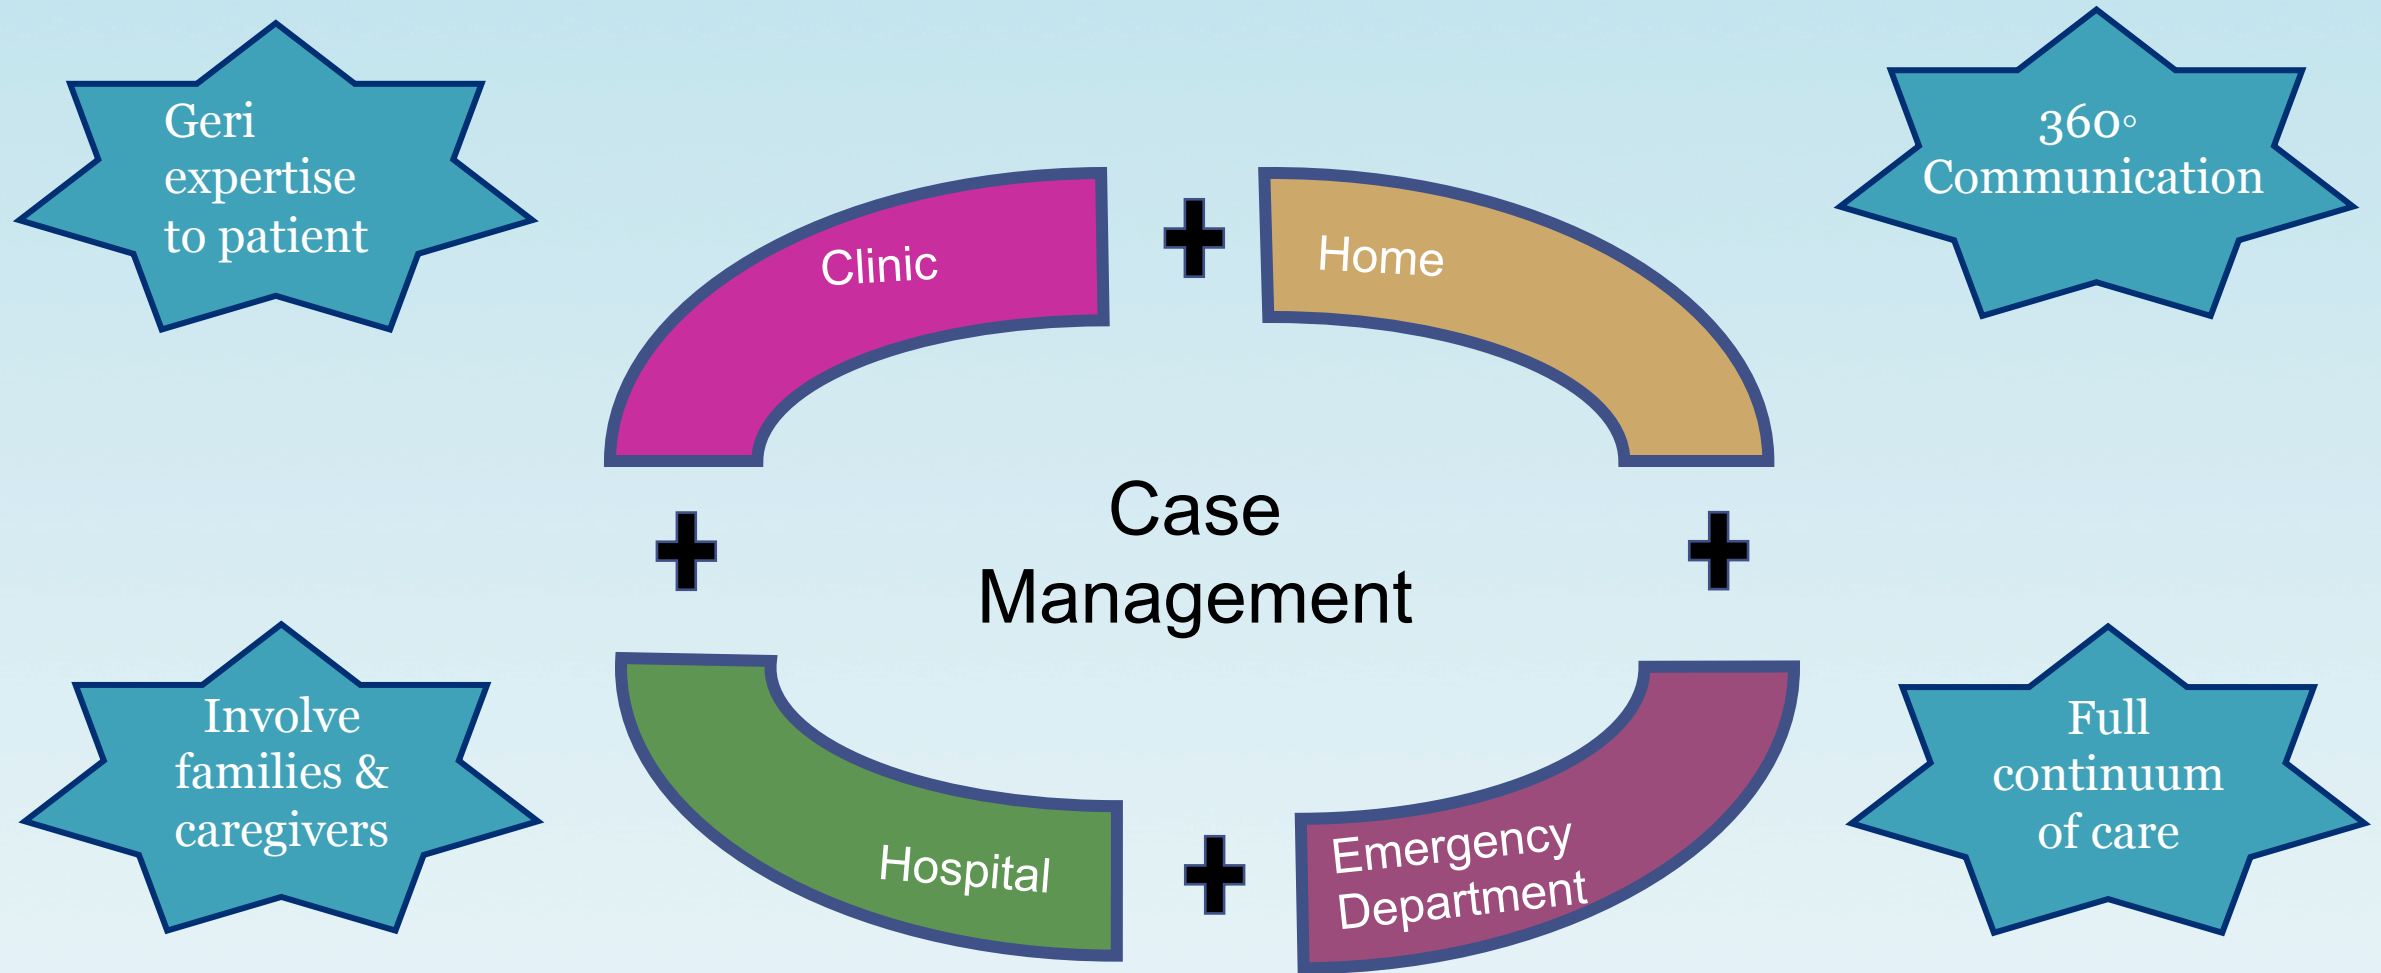 Geri
expertise
to patient
360◦
Communication
Clinic
Home
Case
Management
Involve
families &
caregivers
Full
continuum
of care
Hospital
Emergency
Department